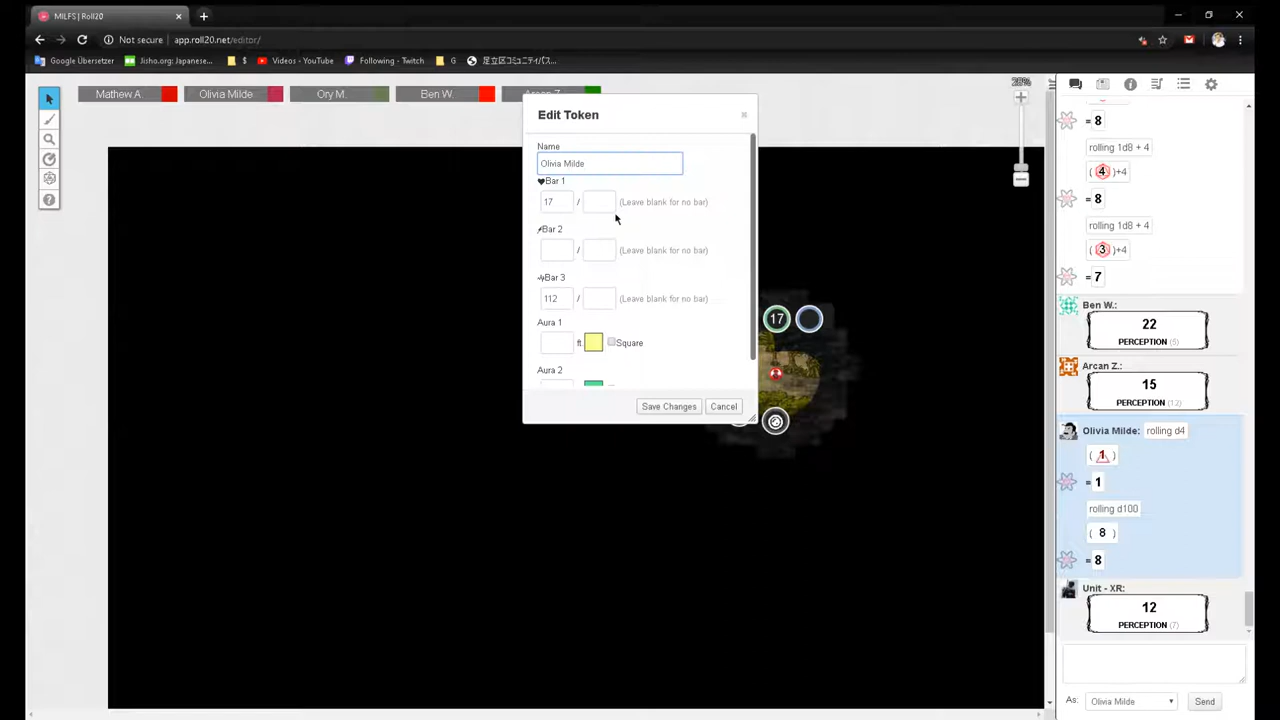 MILFS | Roll20
Not secure
app.roll20.net/editor/
Google Übersetzer
Jisho.org: Japanese...
$
Videos - YouTube
Following - Twitch
G
足立区コミュニティバス...
Mathew A.
Olivia Milde
Ory M.
Ben W.
Arcan Z.
Edit Token
Name
Olivia Milde
Bar 1
17 / (Leave blank for no bar)
Bar 2
/ (Leave blank for no bar)
Bar 3
112 / (Leave blank for no bar)
Aura 1
ft. Square
Aura 2
Save Changes
Cancel
17
= 8
rolling 1d8 + 4
(4)+4
= 8
rolling 1d8 + 4
(3)+4
= 7
Ben W.:
22
PERCEPTION (5)
Arcan Z.:
15
PERCEPTION (12)
Olivia Milde: rolling d4
(1)
= 1
rolling d100
(8)
= 8
Unit - XR:
12
PERCEPTION (7)
As: Olivia Milde
Send